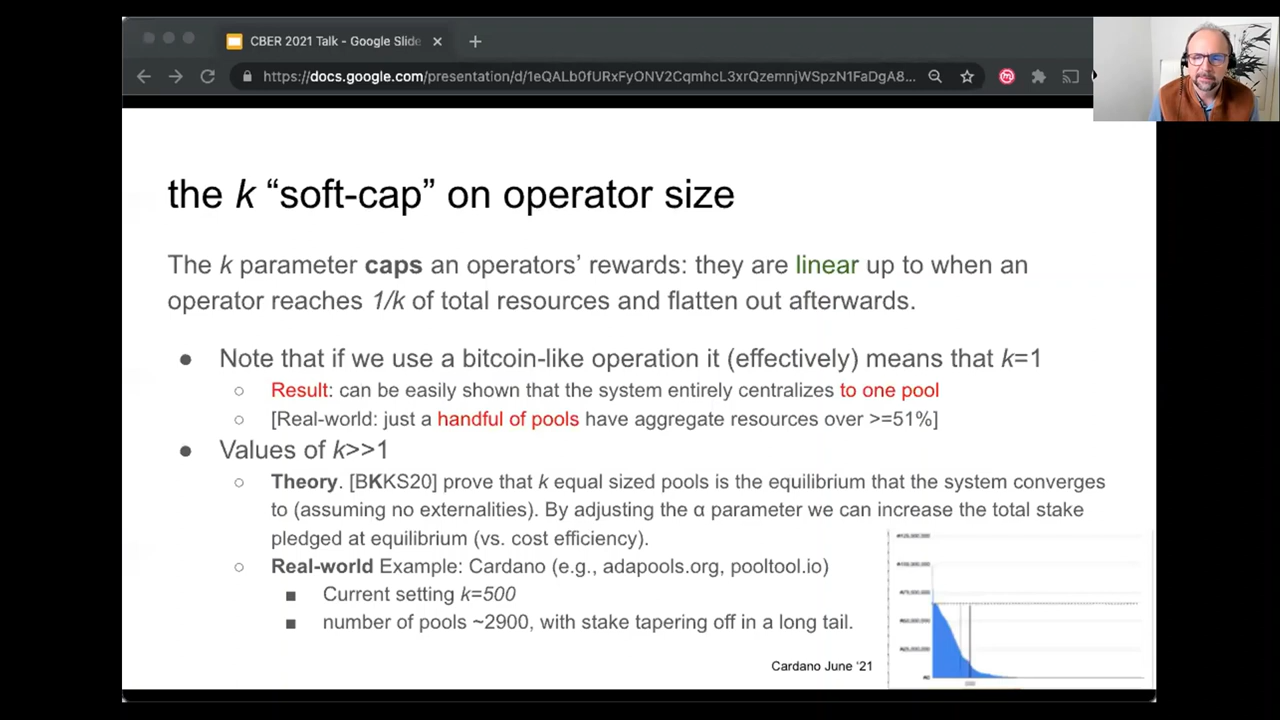 CBER 2021 Talk - Google Slide
https://docs.google.com/presentation/d/1eQALb0fURxFyONV2CqmhcL3xrQzemnjWSpzN1FaDgA8...
the k “soft-cap” on operator size
The k parameter caps an operators’ rewards: they are linear up to when an
operator reaches 1/k of total resources and flatten out afterwards.
● Note that if we use a bitcoin-like operation it (effectively) means that k=1
○ Result: can be easily shown that the system entirely centralizes to one pool
○ [Real-world: just a handful of pools have aggregate resources over >=51%]
● Values of k>>1
○ Theory. [BKKS20] prove that k equal sized pools is the equilibrium that the system converges
to (assuming no externalities). By adjusting the α parameter we can increase the total stake
pledged at equilibrium (vs. cost efficiency).
○ Real-world Example: Cardano (e.g., adapools.org, pooltool.io)
■ Current setting k=500
■ number of pools ~2900, with stake tapering off in a long tail.
Cardano June ‘21